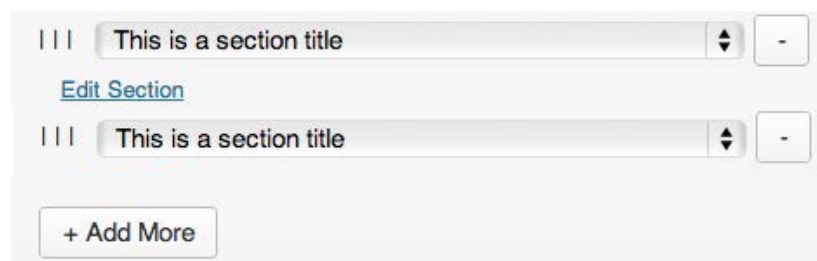 ||| This is a section title -
Edit Section
||| This is a section title -
+ Add More